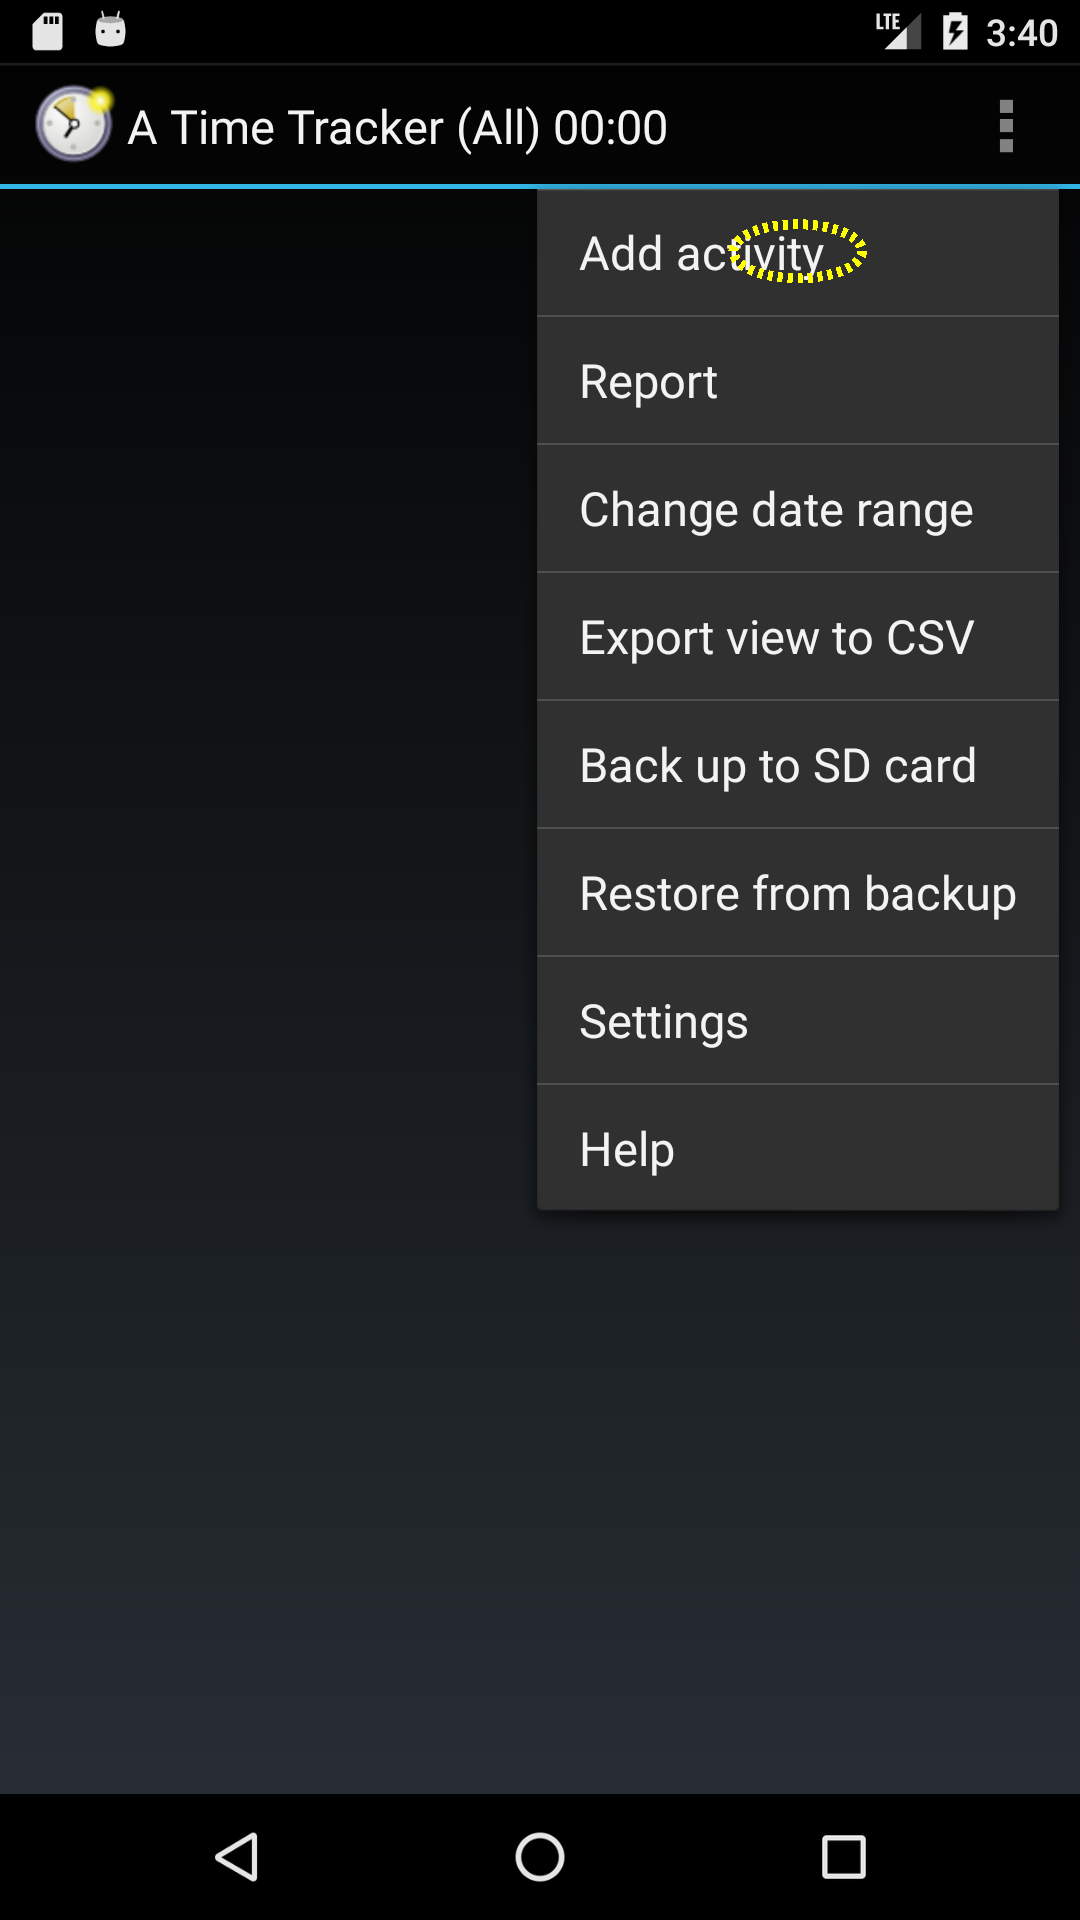 LTE 3:40
A Time Tracker (All) 00:00
Add activity
Report
Change date range
Export view to CSV
Back up to SD card
Restore from backup
Settings
Help